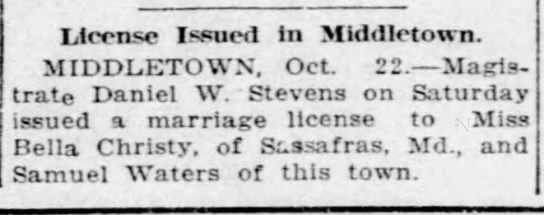 License Issued in Middletown.
MIDDLETOWN, Oct. 22.—Magis-
trate Daniel W. Stevens on Saturday
issued a marriage license to Miss
Bella Christy, of Sassafras, Md., and
Samuel Waters of this town.